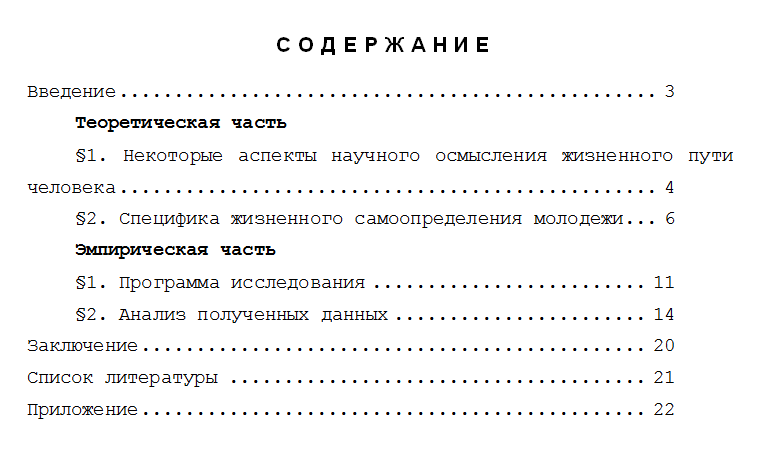 СОДЕРЖАНИЕ
Введение................................................. 3
Теоретическая часть
§1. Некоторые аспекты научного осмысления жизненного пути
человека................................................. 4
§2. Специфика жизненного самоопределения молодежи... 6
Эмпирическая часть
§1. Программа исследования ......................... 11
§2. Анализ полученных данных ....................... 14
Заключение.............................................. 20
Список литературы ...................................... 21
Приложение.............................................. 22